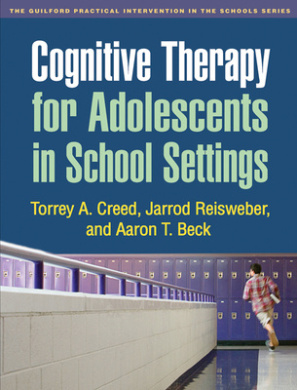 THE GUILFORD PRACTICAL INTERVENTION IN THE SCHOOLS SERIES
Cognitive Therapy
for Adolescents
in School Settings
Torrey A. Creed, Jarrod Reisweber,
and Aaron T. Beck